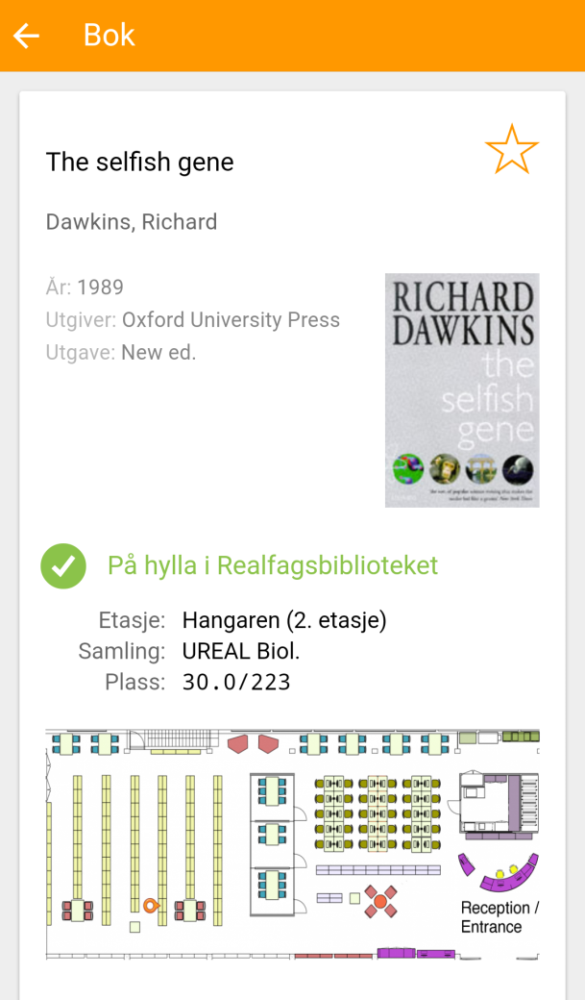 Bok
The selfish gene
Dawkins, Richard
År: 1989
Utgiver: Oxford University Press
Utgave: New ed.
RICHARD
DAWKINS
the
selfish
gene
På hylla i Realfagsbiblioteket
Etasje: Hangaren (2. etasje)
Samling: UREAL Biol.
Plass: 30.0/223
Reception /
Entrance